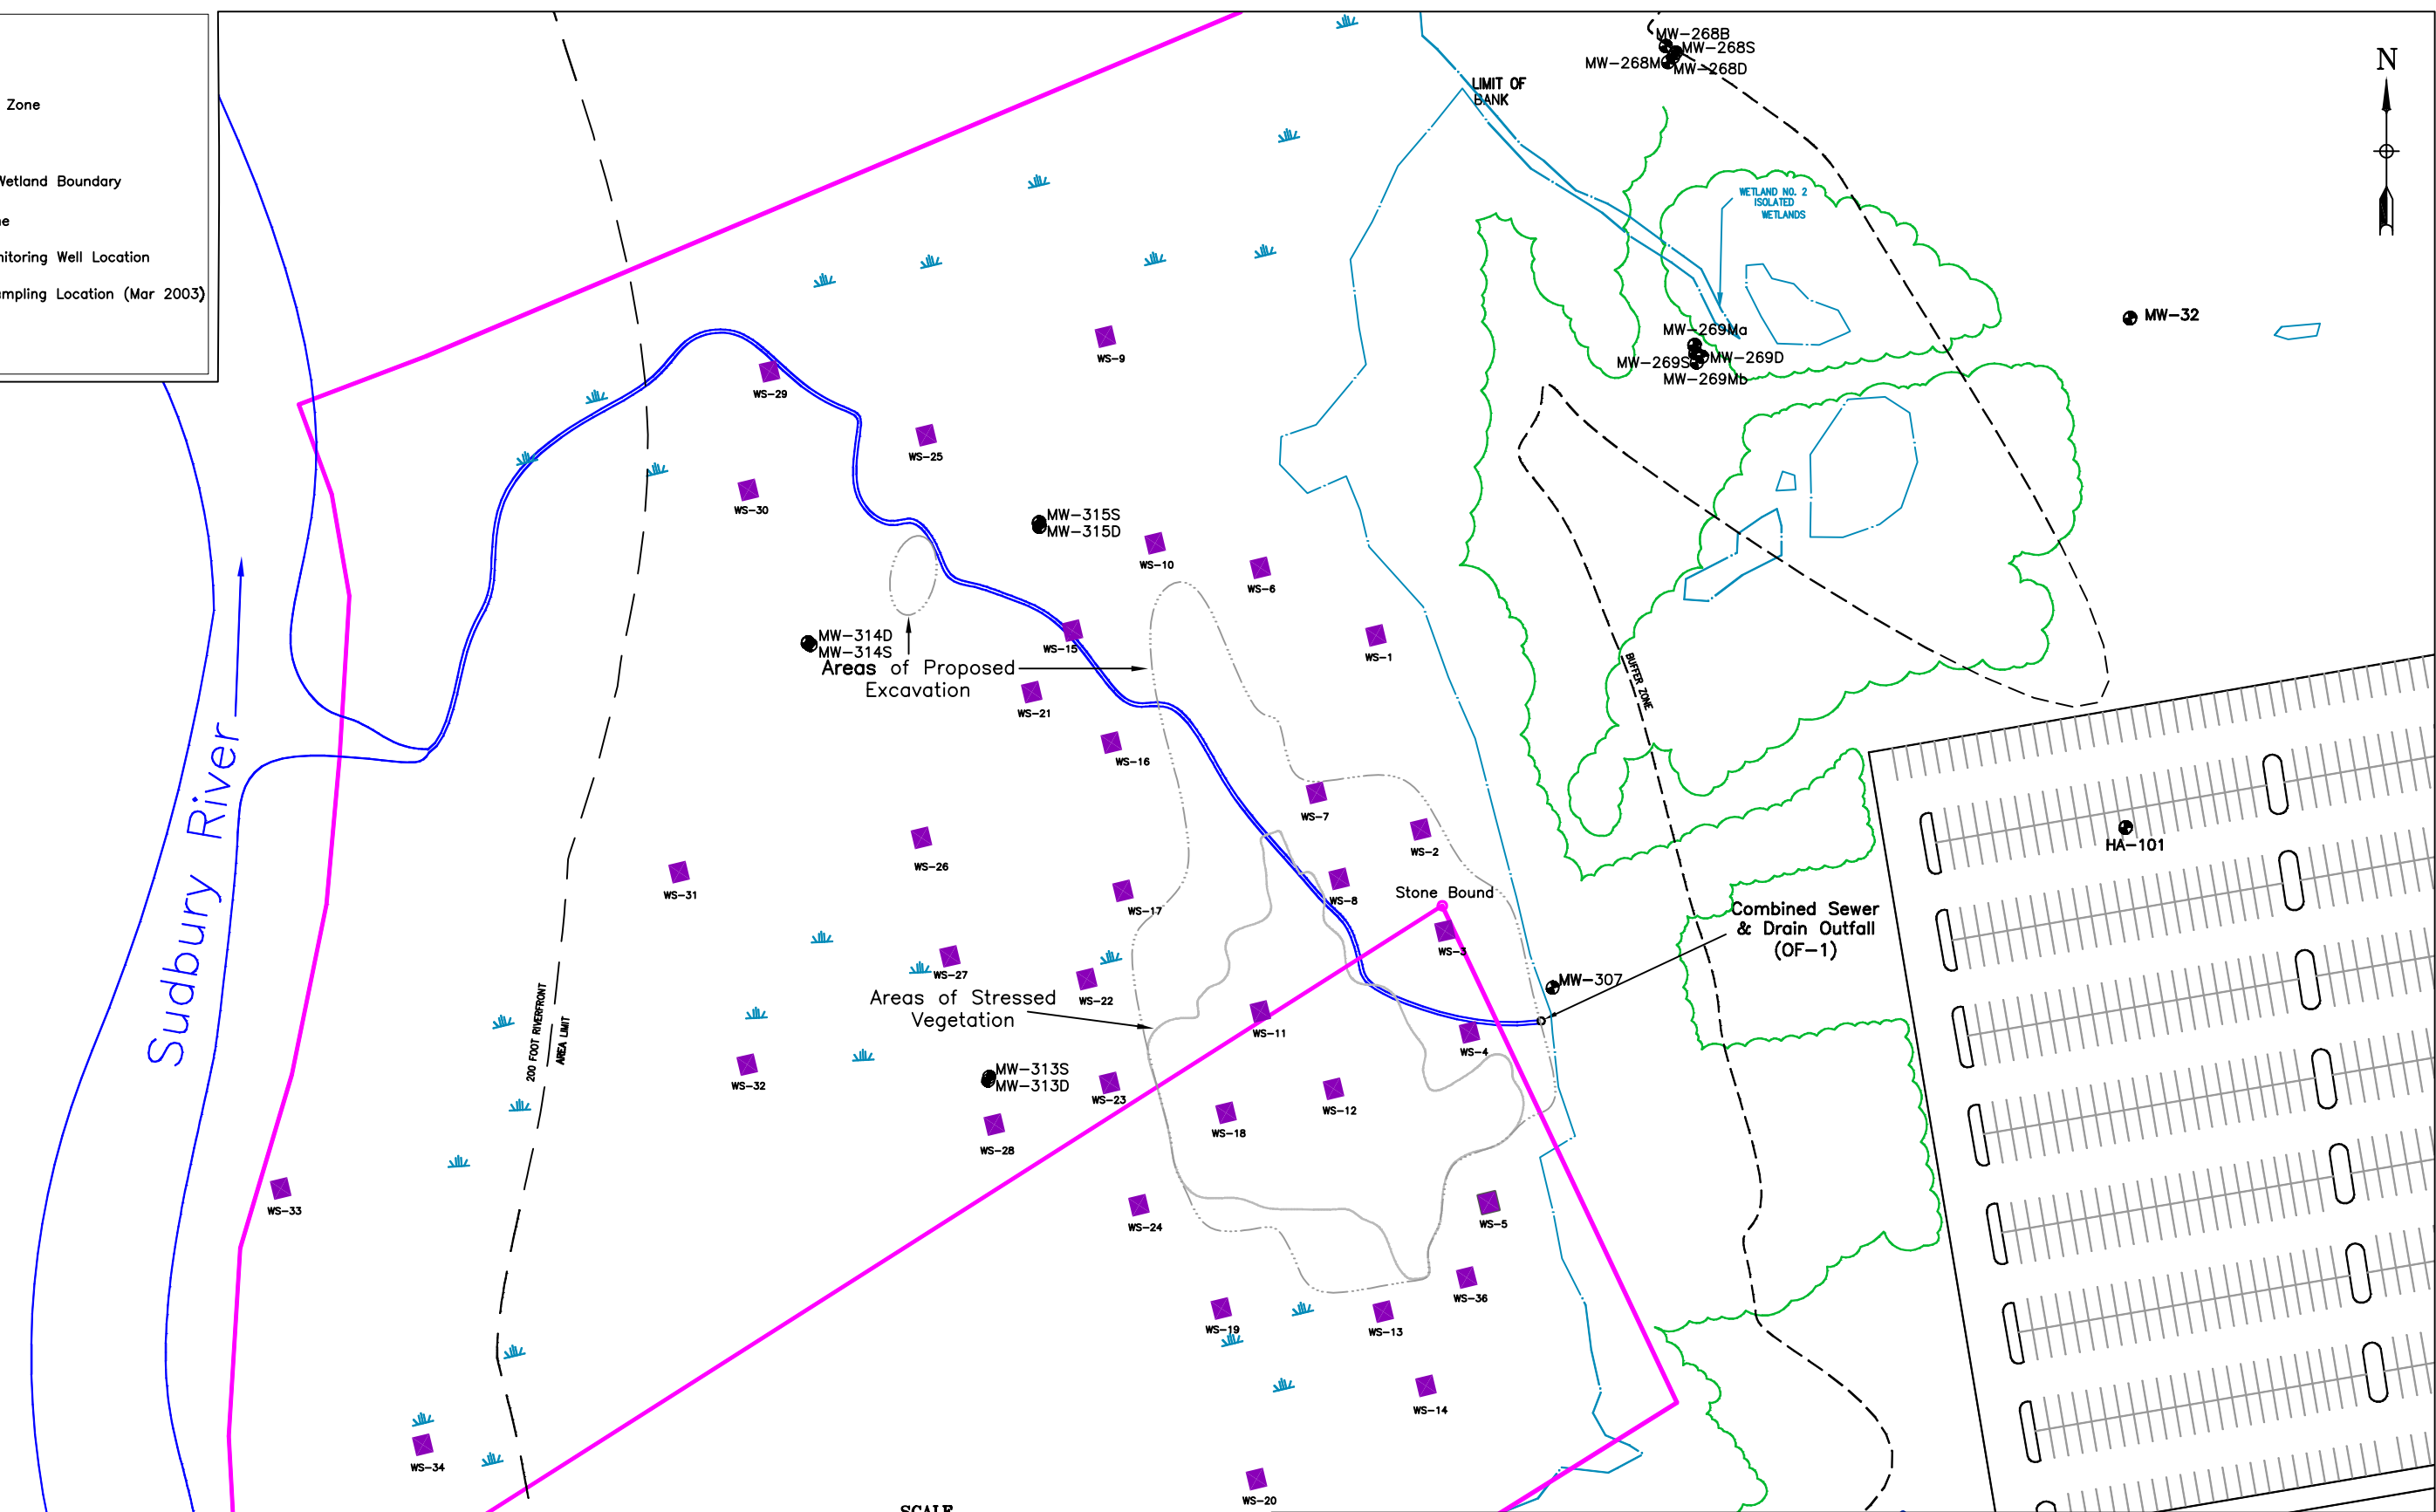 Zone
Wetland Boundary
nitoring Well Location
mpling Location (Mar 2003)
N
MW-268B
MW-268S
MW-268M
MW-268D
LIMIT OF
BANK
WETLAND NO. 2
ISOLATED
WETLANDS
MW-32
MW-269Ma
MW-269S
MW-269D
MW-269Mb
WS-9
WS-29
WS-25
WS-30
MW-315S
MW-315D
WS-10
WS-6
MW-314D
MW-314S
WS-15
WS-1
Areas of Proposed
Excavation
WS-21
BUFFER ZONE
WS-16
WS-7
WS-2
HA-101
WS-26
WS-31
WS-8
Stone Bound
WS-17
Combined Sewer
& Drain Outfall
(OF-1)
WS-3
Sudbury River
WS-27
WS-22
MW-307
Areas of Stressed
Vegetation
WS-11
WS-4
200 FOOT RIVERFRONT
AREA LIMIT
WS-32
MW-313S
MW-313D
WS-23
WS-12
WS-18
WS-28
WS-33
WS-24
WS-5
WS-36
WS-19
WS-13
WS-14
WS-34
WS-20
SCALE